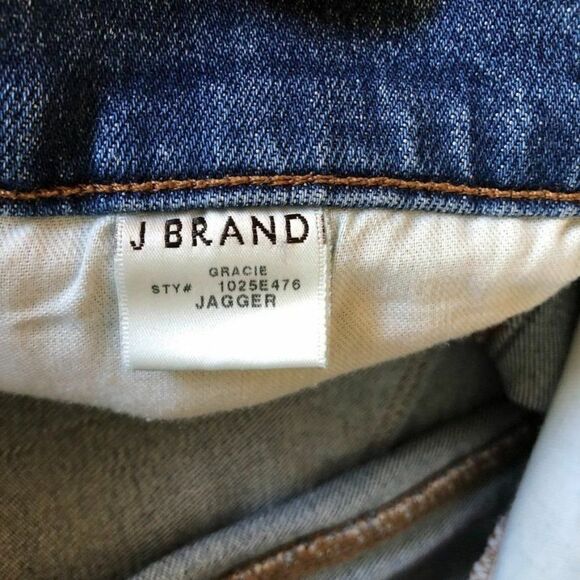 J BRAND
GRACIE
STY# 1025E476
JAGGER